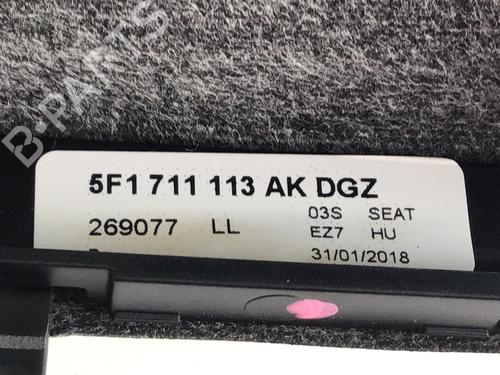 B-PARTS
5F1 711 113 AK DGZ
269077 LL 03S SEAT
EZ7 HU
31/01/2018